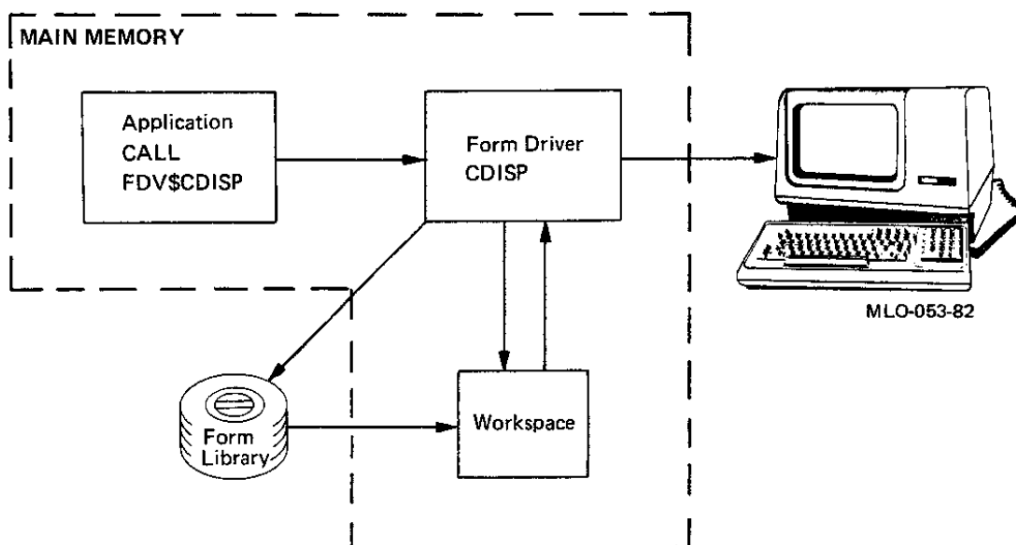 MAIN MEMORY
Application
CALL
FDV$CDISP
Form Driver
CDISP
MLO-053-82
Form
Library
Workspace